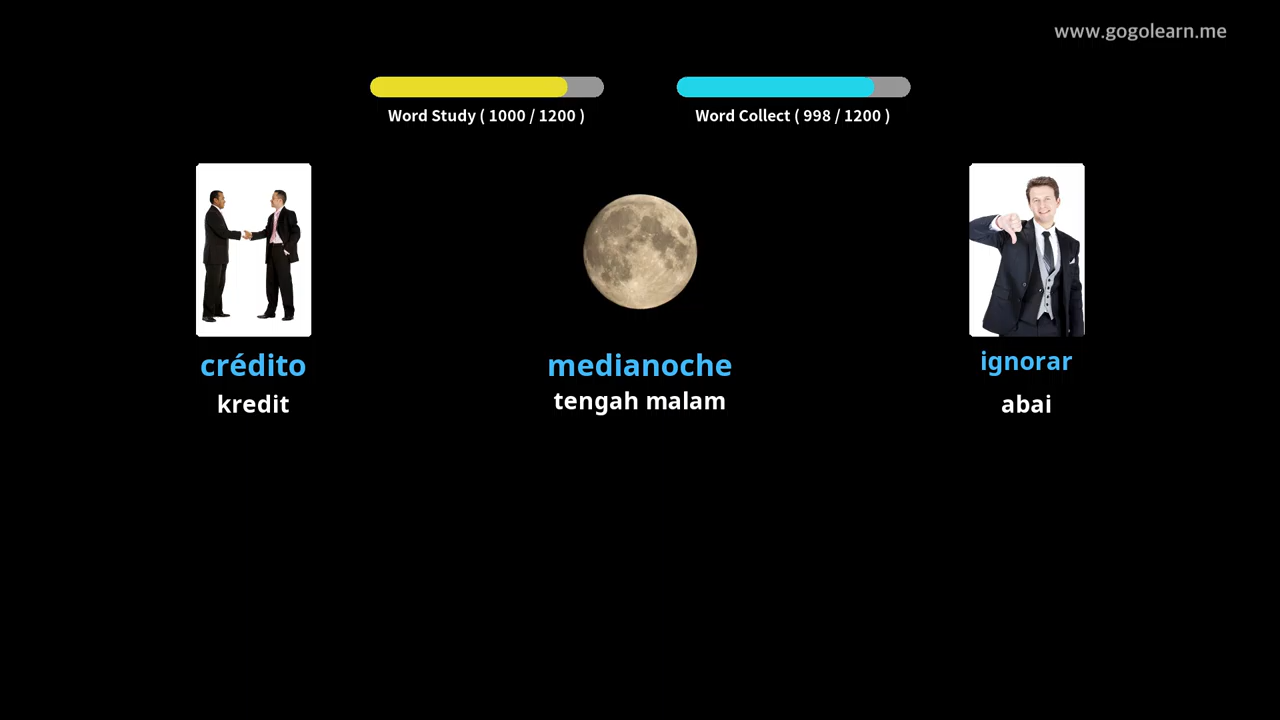 www.gogolearn.me
Word Study ( 1000 / 1200 )
Word Collect ( 998 / 1200 )
crédito
kredit
medianoche
tengah malam
ignorar
abai